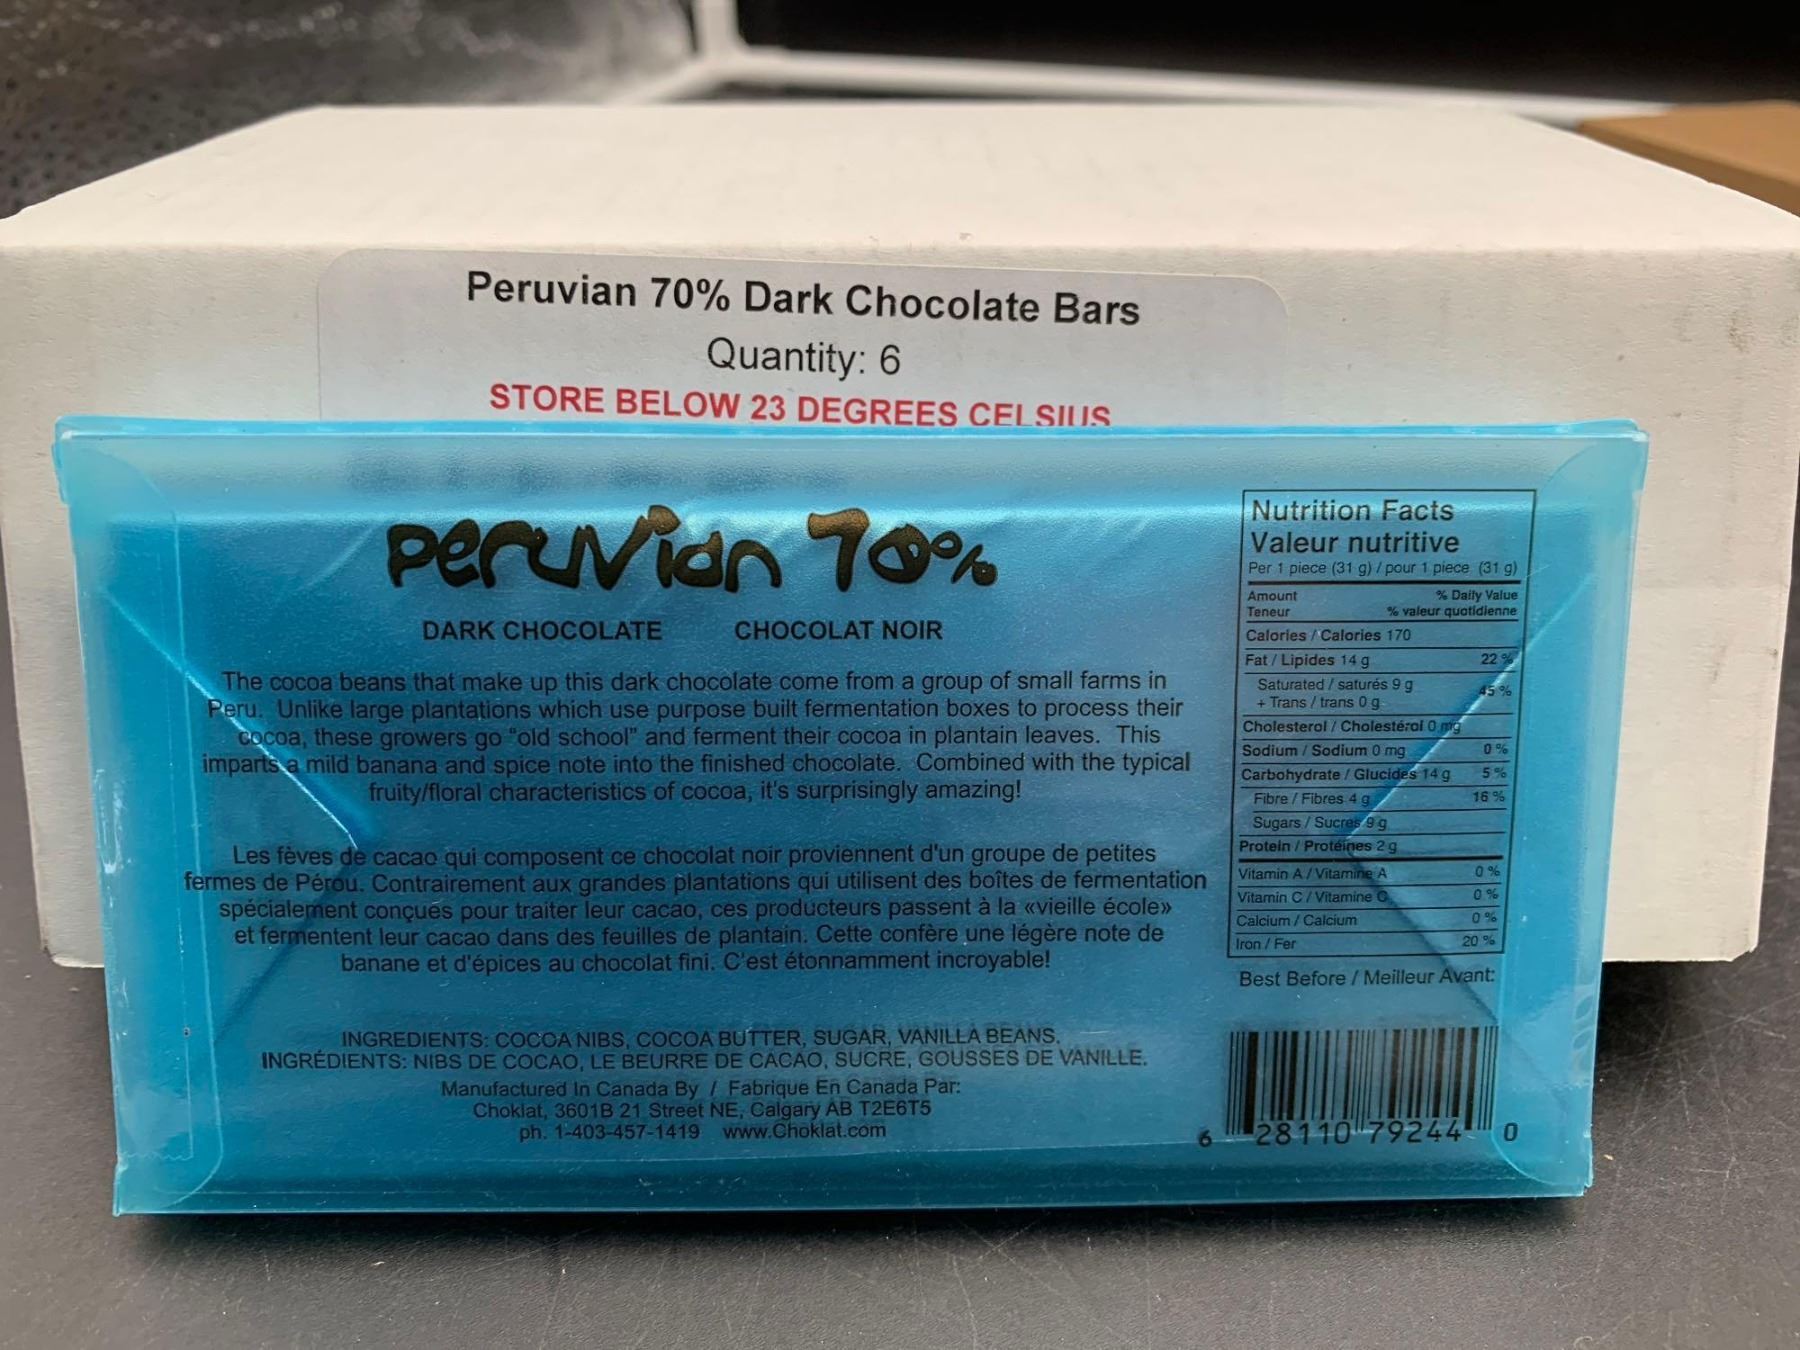 Peruvian 70% Dark Chocolate Bars
Quantity: 6
STORE BELOW 23 DEGREES CELSIUS
peruvian 70%
DARK CHOCOLATE CHOCOLAT NOIR
The cocoa beans that make up this dark chocolate come from a group of small farms in
Peru. Unlike large plantations which use purpose built fermentation boxes to process their
cocoa, these growers go "old school" and ferment their cocoa in plantain leaves. This
imparts a mild banana and spice note into the finished chocolate. Combined with the typical
fruity/floral characteristics of cocoa, it's surprisingly amazing!
Les fèves de cacao qui composent ce chocolat noir proviennent d'un groupe de petites
fermes de Pérou. Contrairement aux grandes plantations qui utilisent des boîtes de fermentation
spécialement conçues pour traiter leur cacao, ces producteurs passent à la «vieille école»
et fermentent leur cacao dans des feuilles de plantain. Cette confère une légère note de
banane et d'épices au chocolat fini. C'est étonnamment incroyable!
INGREDIENTS: COCOA NIBS, COCOA BUTTER, SUGAR, VANILLA BEANS.
INGRÉDIENTS: NIBS DE COCAO, LE BEURRE DE CACAO, SUCRE, GOUSSES DE VANILLE.
Manufactured In Canada By / Fabrique En Canada Par:
Choklat, 3601B 21 Street NE, Calgary AB T2E6T5
ph. 1-403-457-1419 www.Choklat.com
Nutrition Facts
Valeur nutritive
Per 1 piece (31 g) / pour 1 piece (31 g)
Amount % Daily Value
Teneur % valeur quotidienne
Calories / Calories 170
Fat / Lipides 14 g 22 %
Saturated / saturés 9 g 45 %
+ Trans / trans 0 g
Cholesterol / Cholestérol 0 mg
Sodium / Sodium 0 mg 0 %
Carbohydrate / Glucides 14 g 5 %
Fibre / Fibres 4 g 16 %
Sugars / Sucres 9 g
Protein / Protéines 2 g
Vitamin A / Vitamine A 0 %
Vitamin C / Vitamine C 0 %
Calcium / Calcium 0 %
Iron / Fer 20 %
Best Before / Meilleur Avant:
6 28110 79244 0